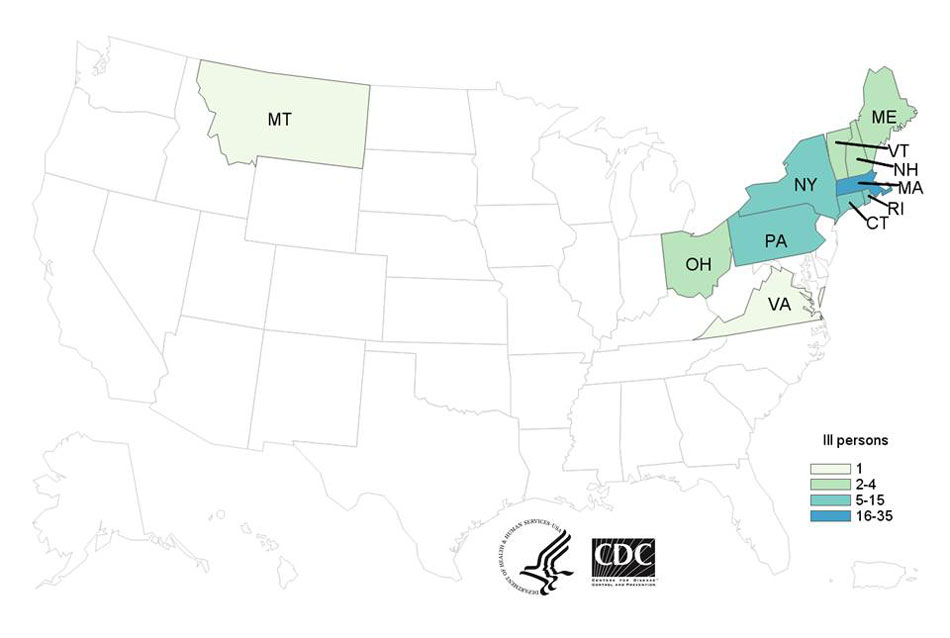 MT
ME
VT
NH
NY
MA
RI
CT
PA
OH
VA
Ill persons
1
2-4
5-15
16-35
DEPARTMENT OF HEALTH & HUMAN SERVICES·USA
CDC
CENTERS FOR DISEASE™
CONTROL AND PREVENTION